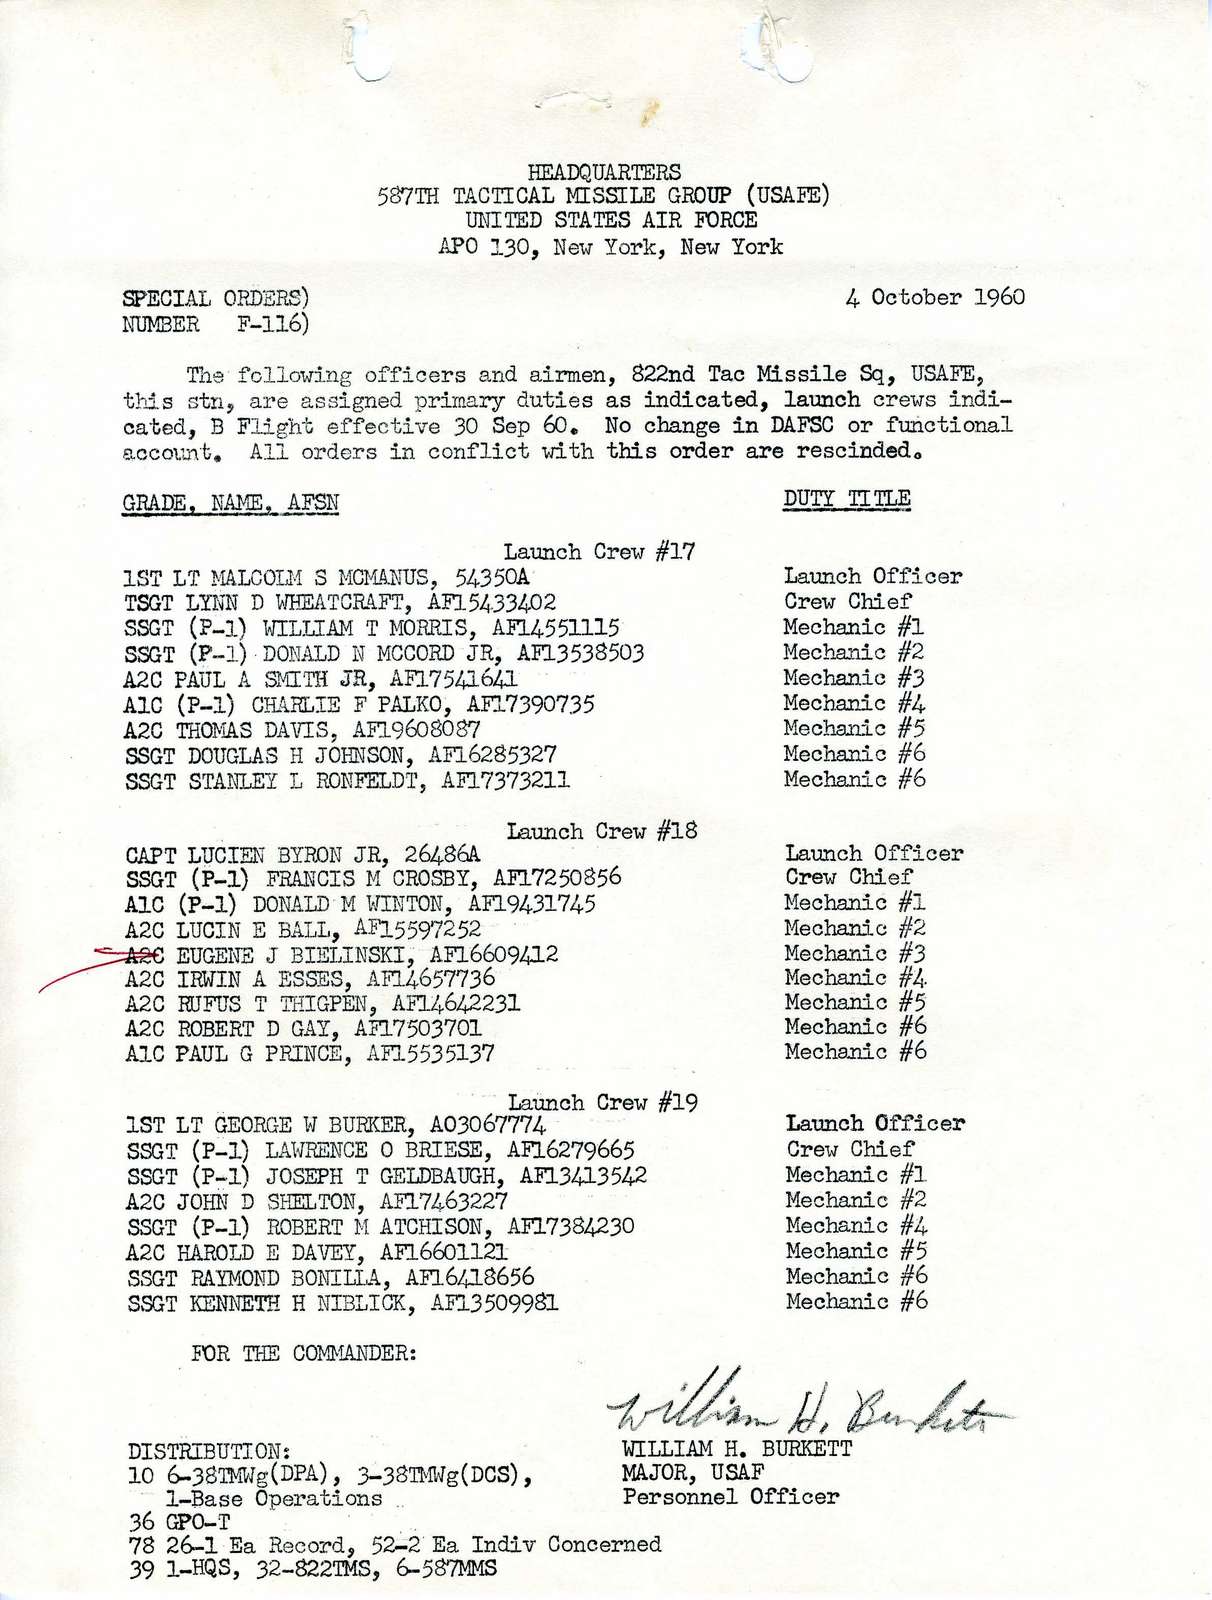 HEADQUARTERS
587TH TACTICAL MISSILE GROUP (USAFE)
UNITED STATES AIR FORCE
APO 130, New York, New York
SPECIAL ORDERS) 4 October 1960
NUMBER F-116)
The following officers and airmen, 822nd Tac Missile Sq, USAFE,
this stn, are assigned primary duties as indicated, launch crews indi-
cated, B Flight effective 30 Sep 60. No change in DAFSC or functional
account. All orders in conflict with this order are rescinded.
GRADE, NAME, AFSN DUTY TITLE
Launch Crew #17
1ST LT MALCOLM S MCMANUS, 54350A Launch Officer
TSGT LYNN D WHEATCRAFT, AF15433402 Crew Chief
SSGT (P-1) WILLIAM T MORRIS, AF14551115 Mechanic #1
SSGT (P-1) DONALD N MCCORD JR, AF13538503 Mechanic #2
A2C PAUL A SMITH JR, AF17541641 Mechanic #3
A1C (P-1) CHARLIE F PALKO, AF17390735 Mechanic #4
A2C THOMAS DAVIS, AF19608087 Mechanic #5
SSGT DOUGLAS H JOHNSON, AF16285327 Mechanic #6
SSGT STANLEY L RONFELDT, AF17373211 Mechanic #6
Launch Crew #18
CAPT LUCIEN BYRON JR, 26486A Launch Officer
SSGT (P-1) FRANCIS M CROSBY, AF17250856 Crew Chief
A1C (P-1) DONALD M WINTON, AF19431745 Mechanic #1
A2C LUCIN E BALL, AF15597252 Mechanic #2
A2C EUGENE J BIELINSKI, AF16609412 Mechanic #3
A2C IRWIN A ESSES, AF14657736 Mechanic #4
A2C RUFUS T THIGPEN, AF14642231 Mechanic #5
A2C ROBERT D GAY, AF17503701 Mechanic #6
A1C PAUL G PRINCE, AF15535137 Mechanic #6
Launch Crew #19
1ST LT GEORGE W BURKER, AO3067774 Launch Officer
SSGT (P-1) LAWRENCE O BRIESE, AF16279665 Crew Chief
SSGT (P-1) JOSEPH T GELDBAUGH, AF13413542 Mechanic #1
A2C JOHN D SHELTON, AF17463227 Mechanic #2
SSGT (P-1) ROBERT M ATCHISON, AF17384230 Mechanic #4
A2C HAROLD E DAVEY, AF16601121 Mechanic #5
SSGT RAYMOND BONILLA, AF16418656 Mechanic #6
SSGT KENNETH H NIBLICK, AF13509981 Mechanic #6
FOR THE COMMANDER:
William H. Burkett
WILLIAM H. BURKETT
MAJOR, USAF
Personnel Officer
DISTRIBUTION:
10 6-38TMWg(DPA), 3-38TMWg(DCS),
1-Base Operations
36 GPO-T
78 26-1 Ea Record, 52-2 Ea Indiv Concerned
39 1-HQS, 32-822TMS, 6-587MMS